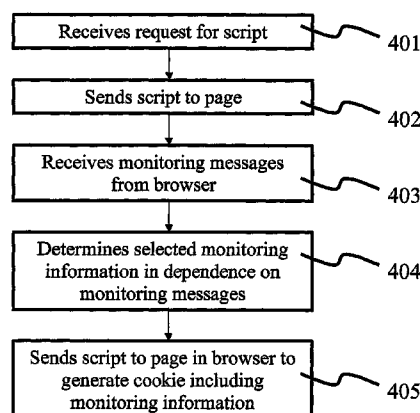 Receives request for script
401
Sends script to page
402
Receives monitoring messages
from browser
403
Determines selected monitoring
information in dependence on
monitoring messages
404
Sends script to page in browser to
generate cookie including
monitoring information
405